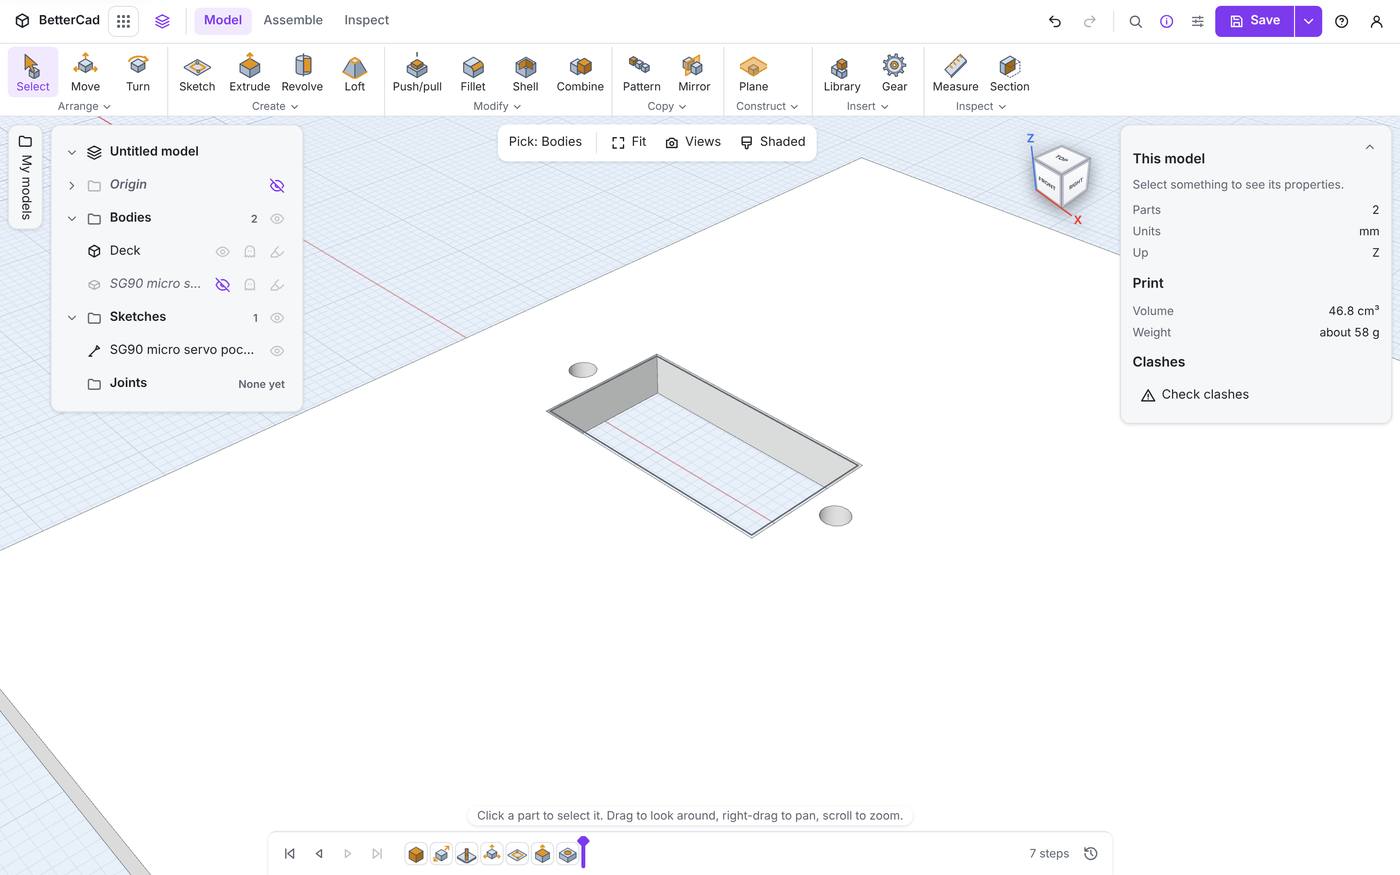 BetterCad
Model
Assemble
Inspect
Save
Select
Move
Turn
Sketch
Extrude
Revolve
Loft
Push/pull
Fillet
Shell
Combine
Pattern
Mirror
Plane
Library
Gear
Measure
Section
Arrange
Create
Modify
Copy
Construct
Insert
Inspect
My models
Untitled model
Origin
Bodies 2
Deck
SG90 micro s...
Sketches 1
SG90 micro servo poc...
Joints None yet
Pick: Bodies
Fit
Views
Shaded
Z
TOP
FRONT
RIGHT
X
This model
Select something to see its properties.
Parts 2
Units mm
Up Z
Print
Volume 46.8 cm³
Weight about 58 g
Clashes
Check clashes
Click a part to select it. Drag to look around, right-drag to pan, scroll to zoom.
7 steps